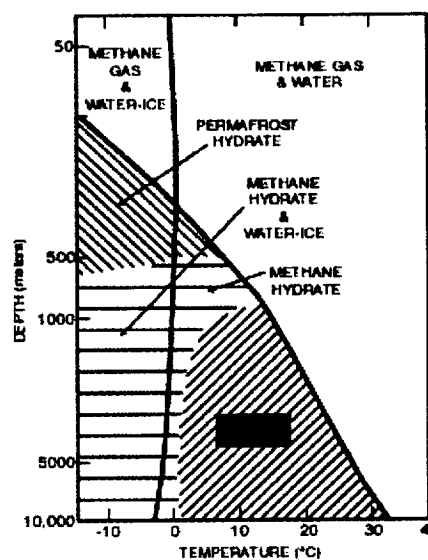 50
METHANE
GAS
&
WATER-ICE
METHANE GAS
& WATER
PERMAFROST
HYDRATE
METHANE
HYDRATE
&
WATER-ICE
500
METHANE
HYDRATE
DEPTH (meters)
1000
5000
10,000
-10
0
10
20
30
TEMPERATURE (°C)